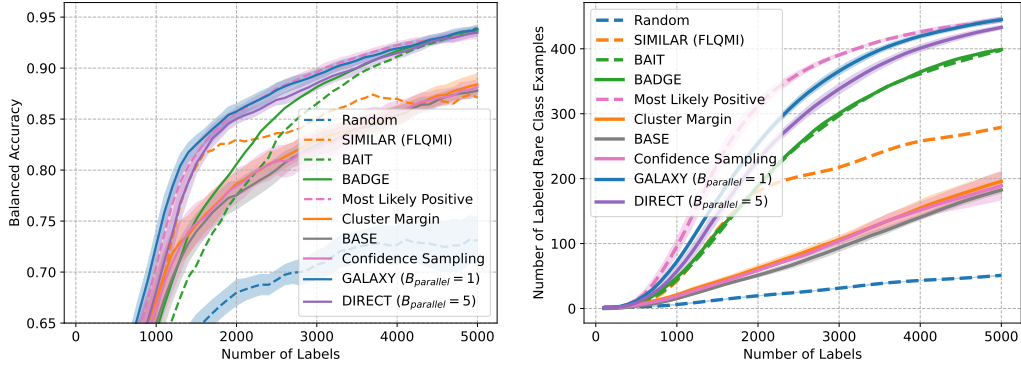 0.95
0.90
0.85
0.80
0.75
0.70
0.65
Balanced Accuracy
0
1000
2000
3000
4000
5000
Number of Labels
Random
SIMILAR (FLQMI)
BAIT
BADGE
Most Likely Positive
Cluster Margin
BASE
Confidence Sampling
GALAXY (B_parallel = 1)
DIRECT (B_parallel = 5)
400
300
200
100
0
Number of Labeled Rare Class Examples
0
1000
2000
3000
4000
5000
Number of Labels
Random
SIMILAR (FLQMI)
BAIT
BADGE
Most Likely Positive
Cluster Margin
BASE
Confidence Sampling
GALAXY (B_parallel = 1)
DIRECT (B_parallel = 5)